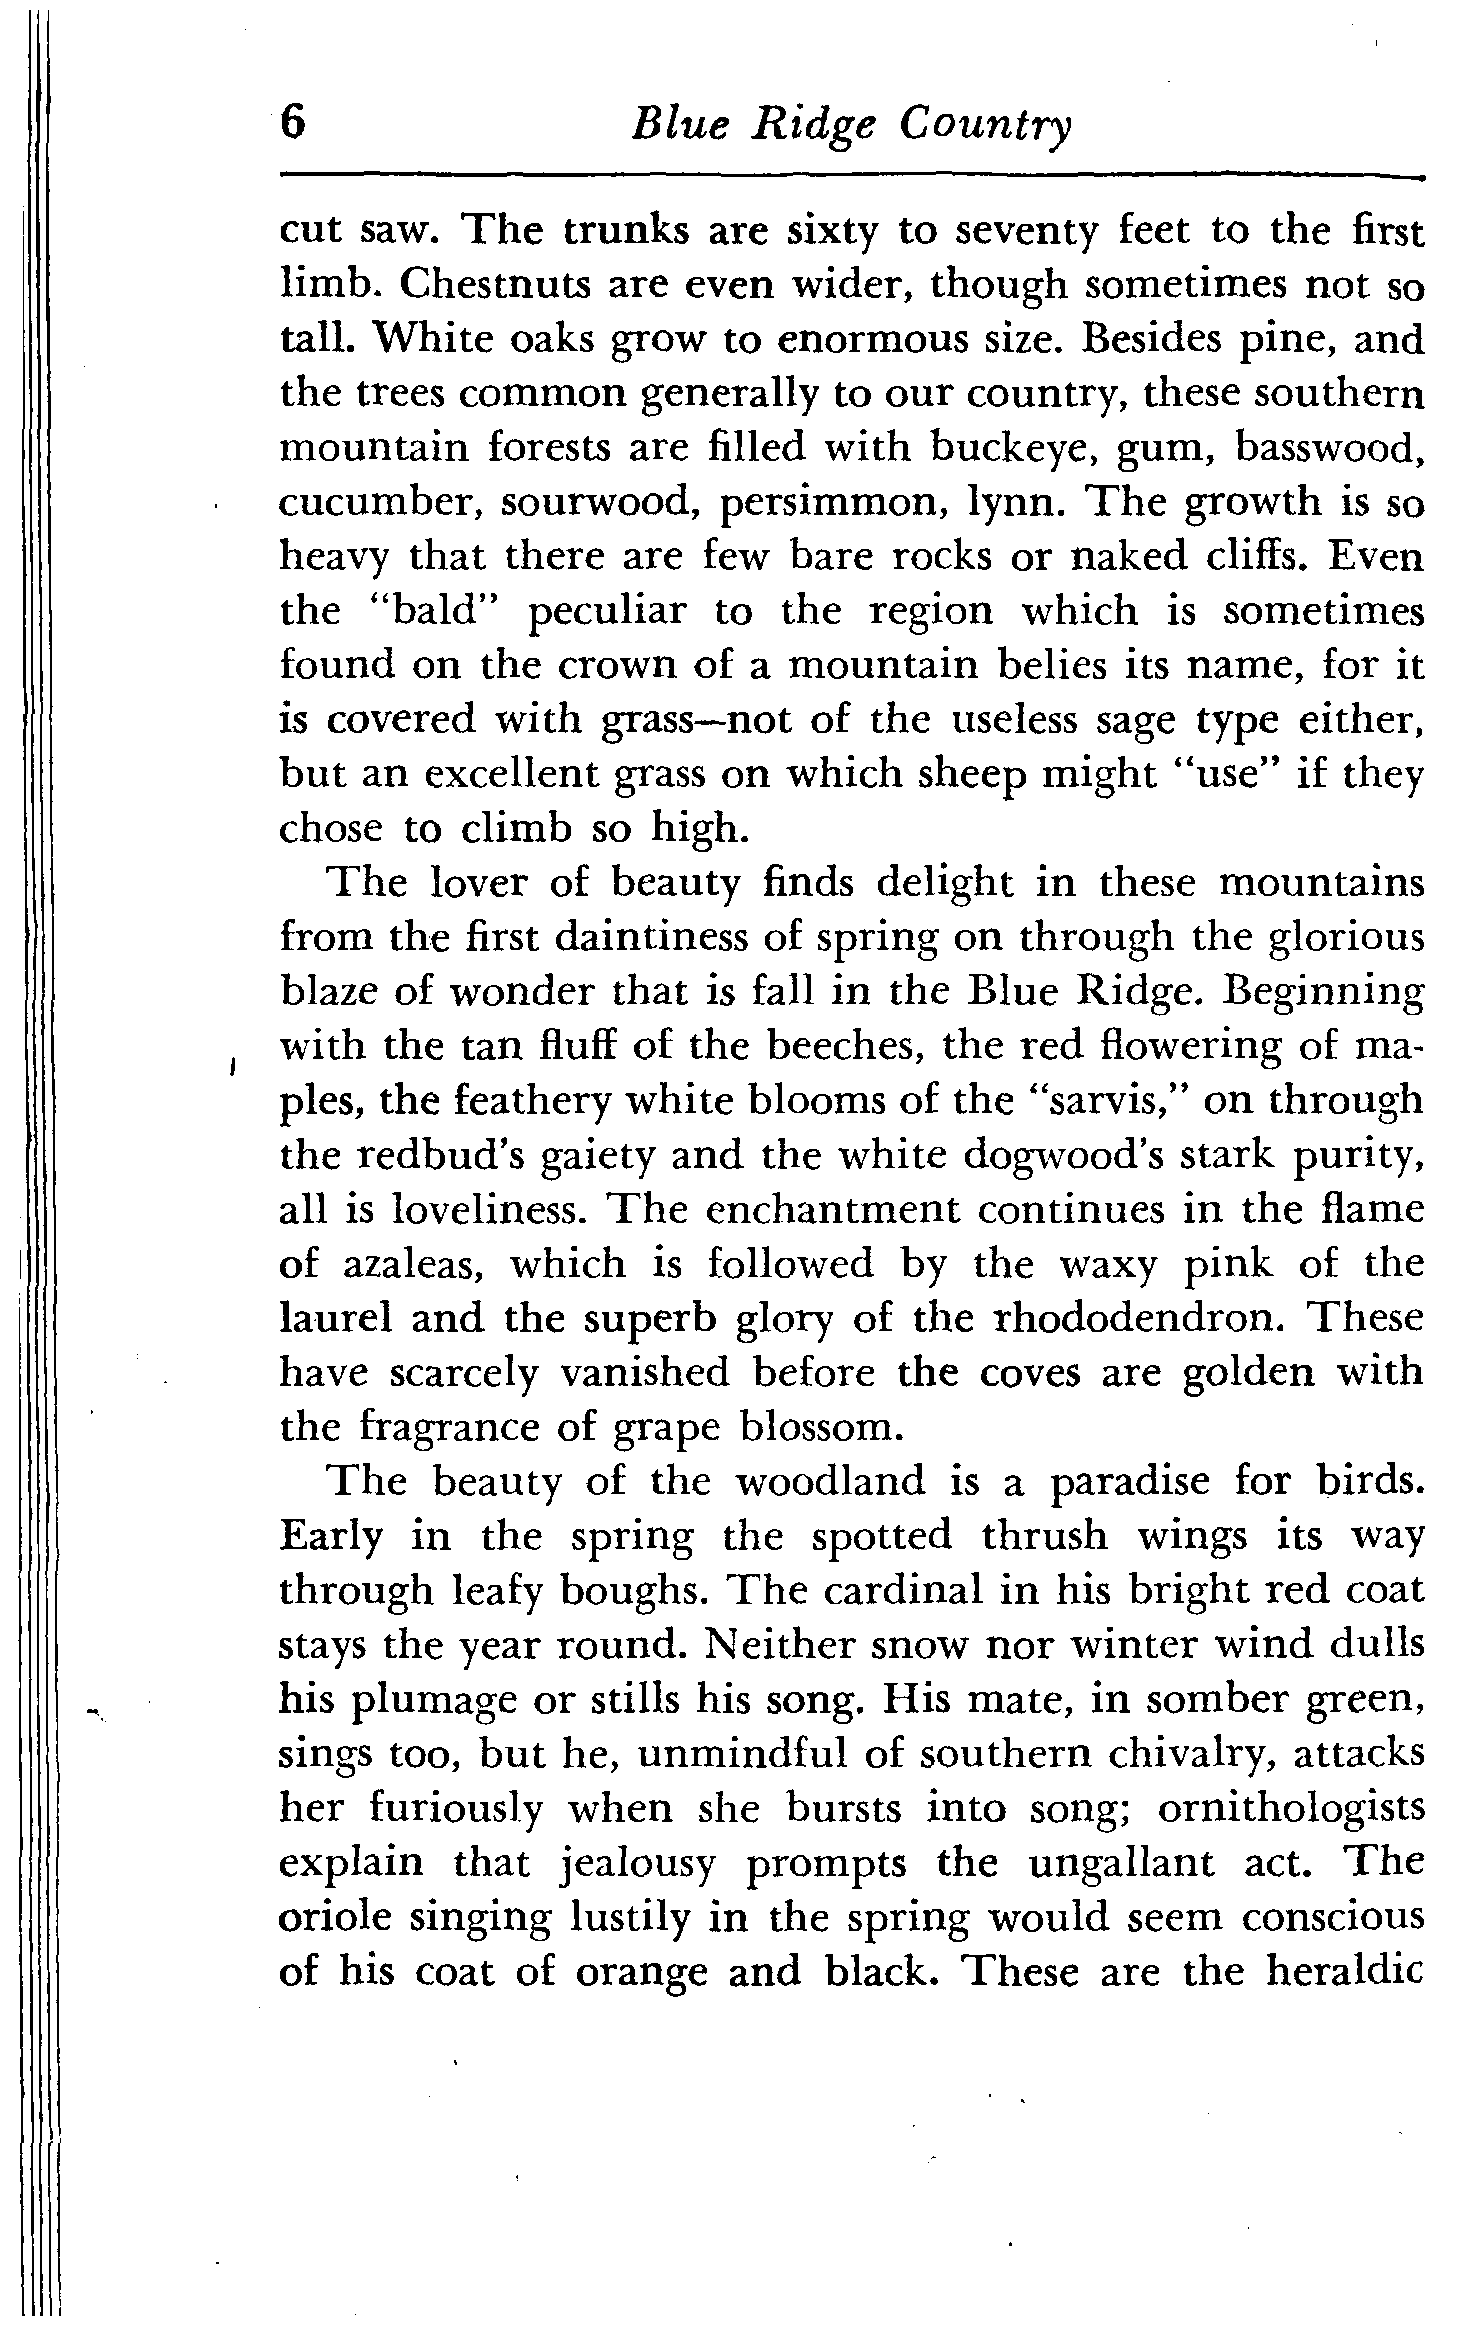 6 Blue Ridge Country
cut saw. The trunks are sixty to seventy feet to the first
limb. Chestnuts are even wider, though sometimes not so
tall. White oaks grow to enormous size. Besides pine, and
the trees common generally to our country, these southern
mountain forests are filled with buckeye, gum, basswood,
cucumber, sourwood, persimmon, lynn. The growth is so
heavy that there are few bare rocks or naked cliffs. Even
the "bald" peculiar to the region which is sometimes
found on the crown of a mountain belies its name, for it
is covered with grass—not of the useless sage type either,
but an excellent grass on which sheep might "use" if they
chose to climb so high.
The lover of beauty finds delight in these mountains
from the first daintiness of spring on through the glorious
blaze of wonder that is fall in the Blue Ridge. Beginning
with the tan fluff of the beeches, the red flowering of ma-
ples, the feathery white blooms of the "sarvis," on through
the redbud's gaiety and the white dogwood's stark purity,
all is loveliness. The enchantment continues in the flame
of azaleas, which is followed by the waxy pink of the
laurel and the superb glory of the rhododendron. These
have scarcely vanished before the coves are golden with
the fragrance of grape blossom.
The beauty of the woodland is a paradise for birds.
Early in the spring the spotted thrush wings its way
through leafy boughs. The cardinal in his bright red coat
stays the year round. Neither snow nor winter wind dulls
his plumage or stills his song. His mate, in somber green,
sings too, but he, unmindful of southern chivalry, attacks
her furiously when she bursts into song; ornithologists
explain that jealousy prompts the ungallant act. The
oriole singing lustily in the spring would seem conscious
of his coat of orange and black. These are the heraldic